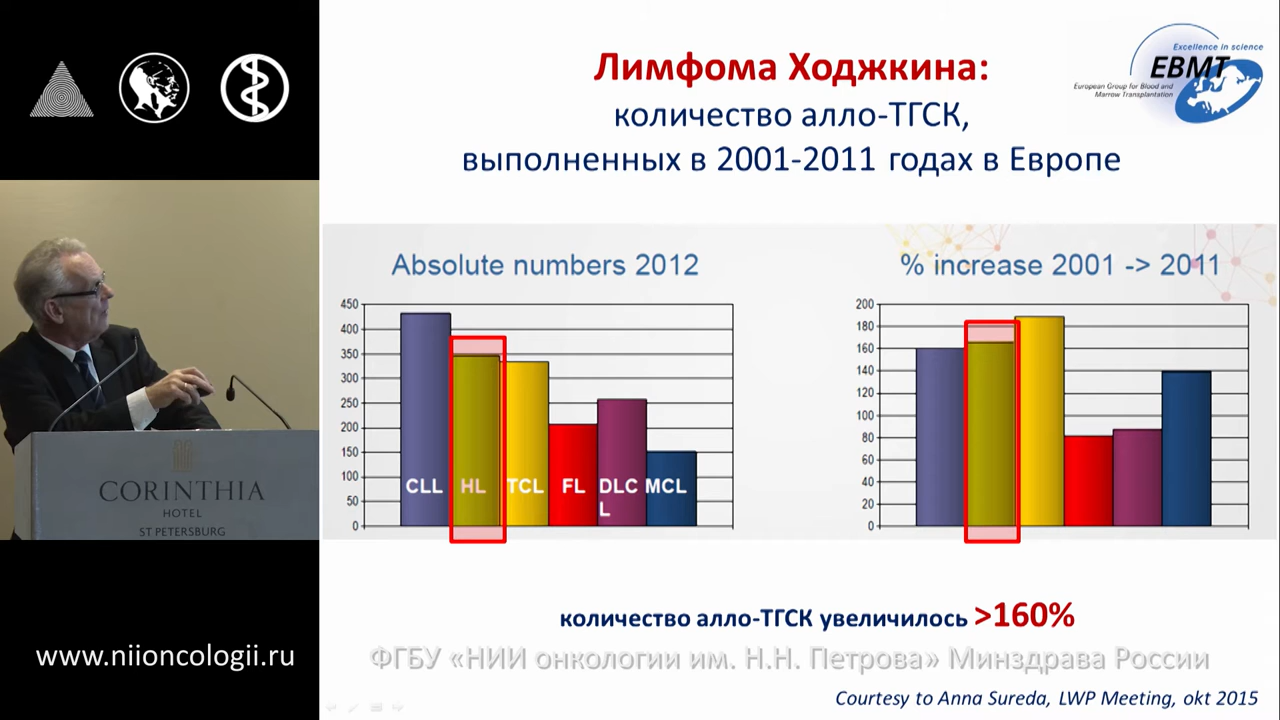 Excellence in science
EBMT
European Group for Blood and
Marrow Transplantation
Лимфома Ходжкина:
количество алло-ТГСК,
выполненных в 2001-2011 годах в Европе
Absolute numbers 2012
450
400
350
300
250
200
150
100
50
0
CLL HL TCL FL DLC MCL
L
% increase 2001 -> 2011
200
180
160
140
120
100
80
60
40
20
0
CORINTHIA
HOTEL
ST PETERSBURG
количество алло-ТГСК увеличилось >160%
www.niioncologii.ru
ФГБУ «НИИ онкологии им. Н.Н. Петрова» Минздрава России
Courtesy to Anna Sureda, LWP Meeting, окт 2015